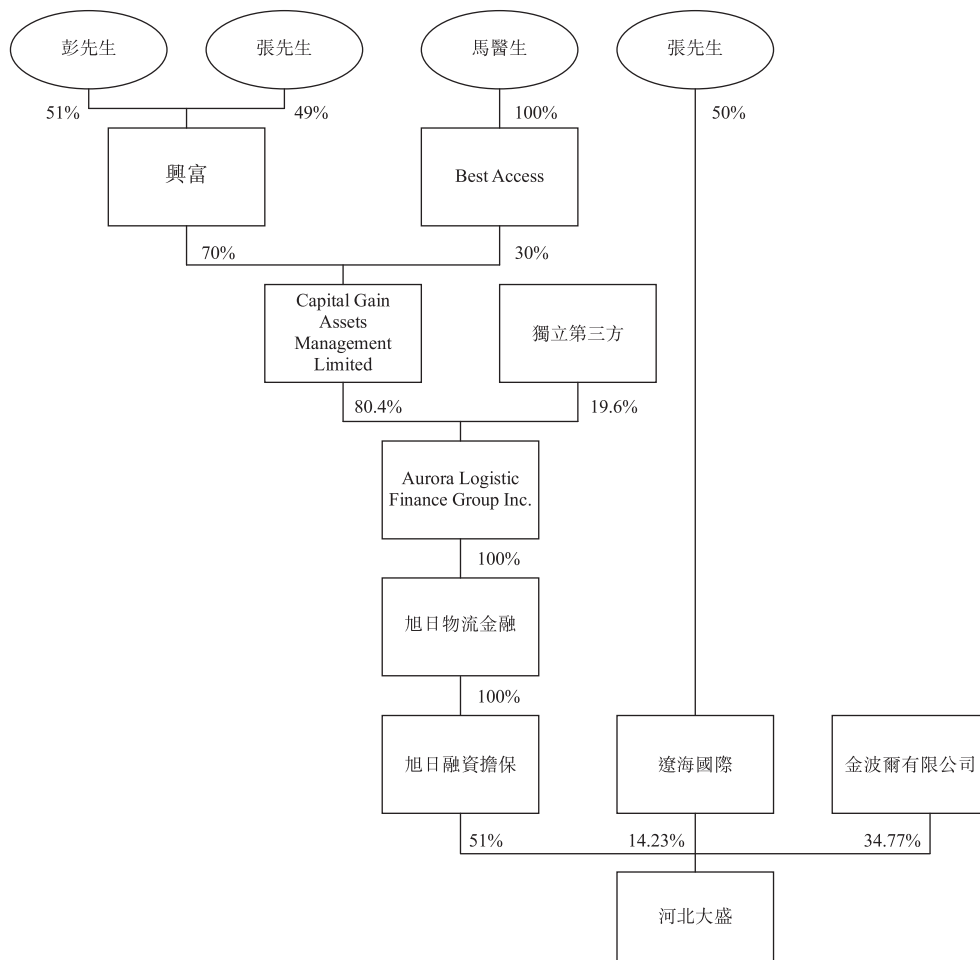 彭先生
張先生
馬醫生
張先生
51%
49%
100%
50%
興富
Best Access
70%
30%
Capital Gain
Assets
Management
Limited
獨立第三方
80.4%
19.6%
Aurora Logistic
Finance Group Inc.
100%
旭日物流金融
100%
旭日融資擔保
遼海國際
金波爾有限公司
51%
14.23%
34.77%
河北大盛